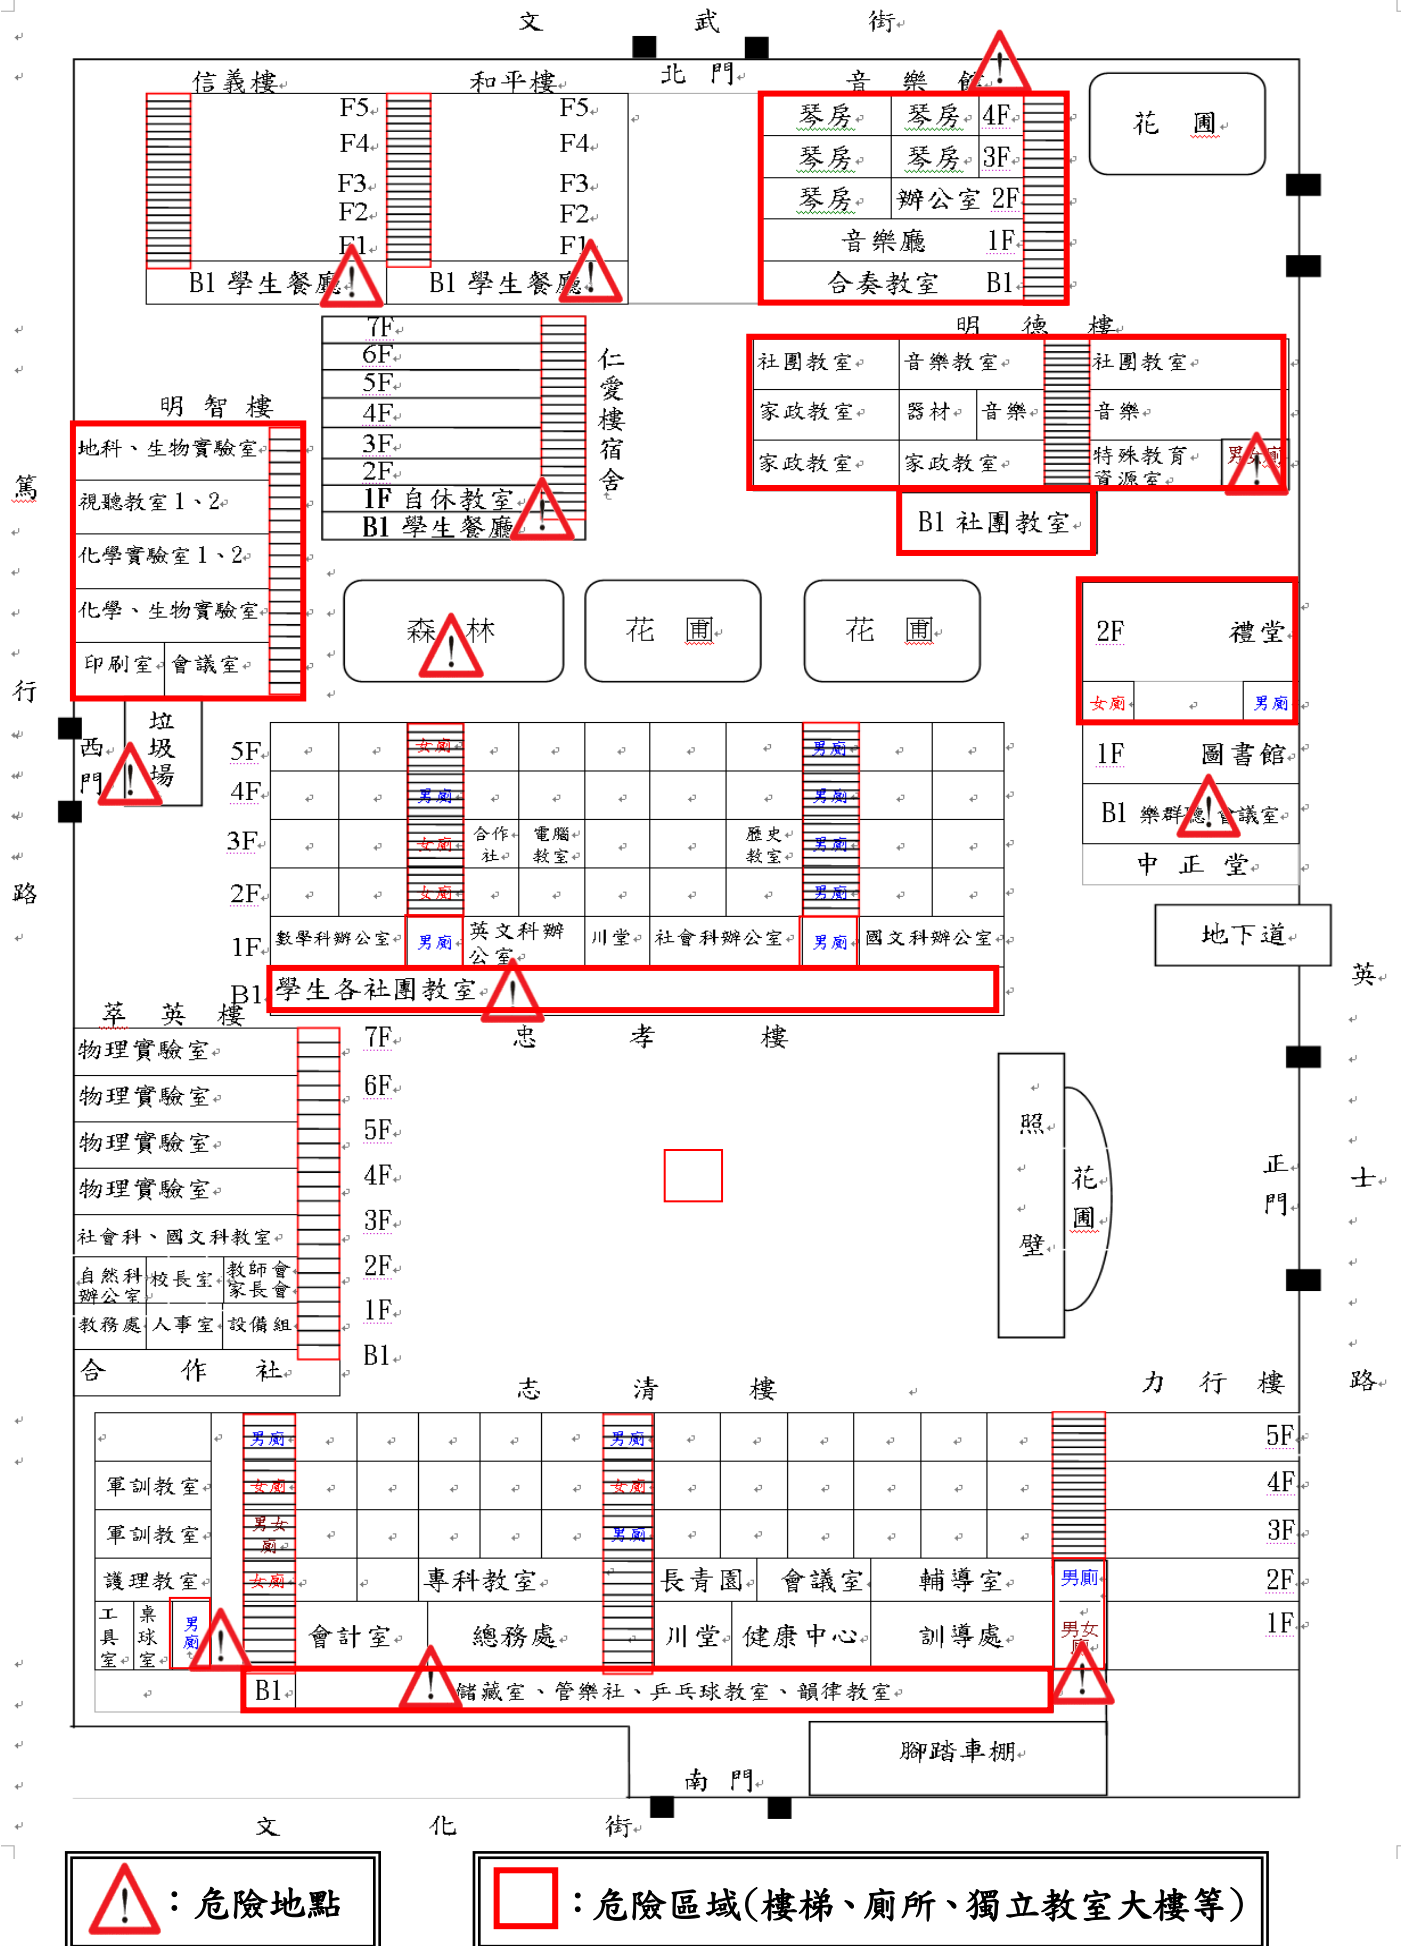 文 武 街
北 門
信義樓
和平樓
音 樂 館
F5
F4
F3
F2
F1
B1 學生餐廳
F5
F4
F3
F2
F1
B1 學生餐廳
琴房 琴房 4F
琴房 琴房 3F
琴房 辦公室 2F
音樂廳 1F
合奏教室 B1
花 圃
7F
6F
5F
4F
3F
2F
1F 自休教室
B1 學生餐廳
仁愛樓宿舍
明 德 樓
社團教室 音樂教室 社團教室
家政教室 器材 音樂 音樂
家政教室 家政教室 特殊教育資源室 男女廁
B1 社團教室
明 智 樓
地科、生物實驗室
視聽教室1、2
化學實驗室1、2
化學、生物實驗室
印刷室 會議室
篤 行 路
森 林
花 圃
花 圃
2F 禮堂
女廁 男廁
1F 圖書館
B1 樂群聽 會議室
中 正 堂
西門
垃圾場
5F 女廁 男廁
4F 男廁 男廁
3F 女廁 合作社 電腦教室 歷史教室 男廁
2F 女廁 男廁
1F 數學科辦公室 男廁 英文科辦公室 川堂 社會科辦公室 男廁 國文科辦公室
B1 學生各社團教室
忠 孝 樓
地下道
英 士 路
萃 英 樓
物理實驗室 7F
物理實驗室 6F
物理實驗室 5F
物理實驗室 4F
社會科、國文科教室 3F
自然科辦公室 校長室 教師會家長會 2F
教務處 人事室 設備組 1F
合 作 社 B1
照 壁
花圃
正門
志 清 樓
力 行 樓
男廁 男廁 5F
軍訓教室 女廁 女廁 4F
軍訓教室 男女廁 男廁 3F
護理教室 女廁 專科教室 長青園 會議室 輔導室 男廁 2F
工具室 桌球室 男廁 會計室 總務處 川堂 健康中心 訓導處 男女廁 1F
B1 儲藏室、管樂社、乒乓球教室、韻律教室
腳踏車棚
南 門
文 化 街
：危險地點
：危險區域(樓梯、廁所、獨立教室大樓等)